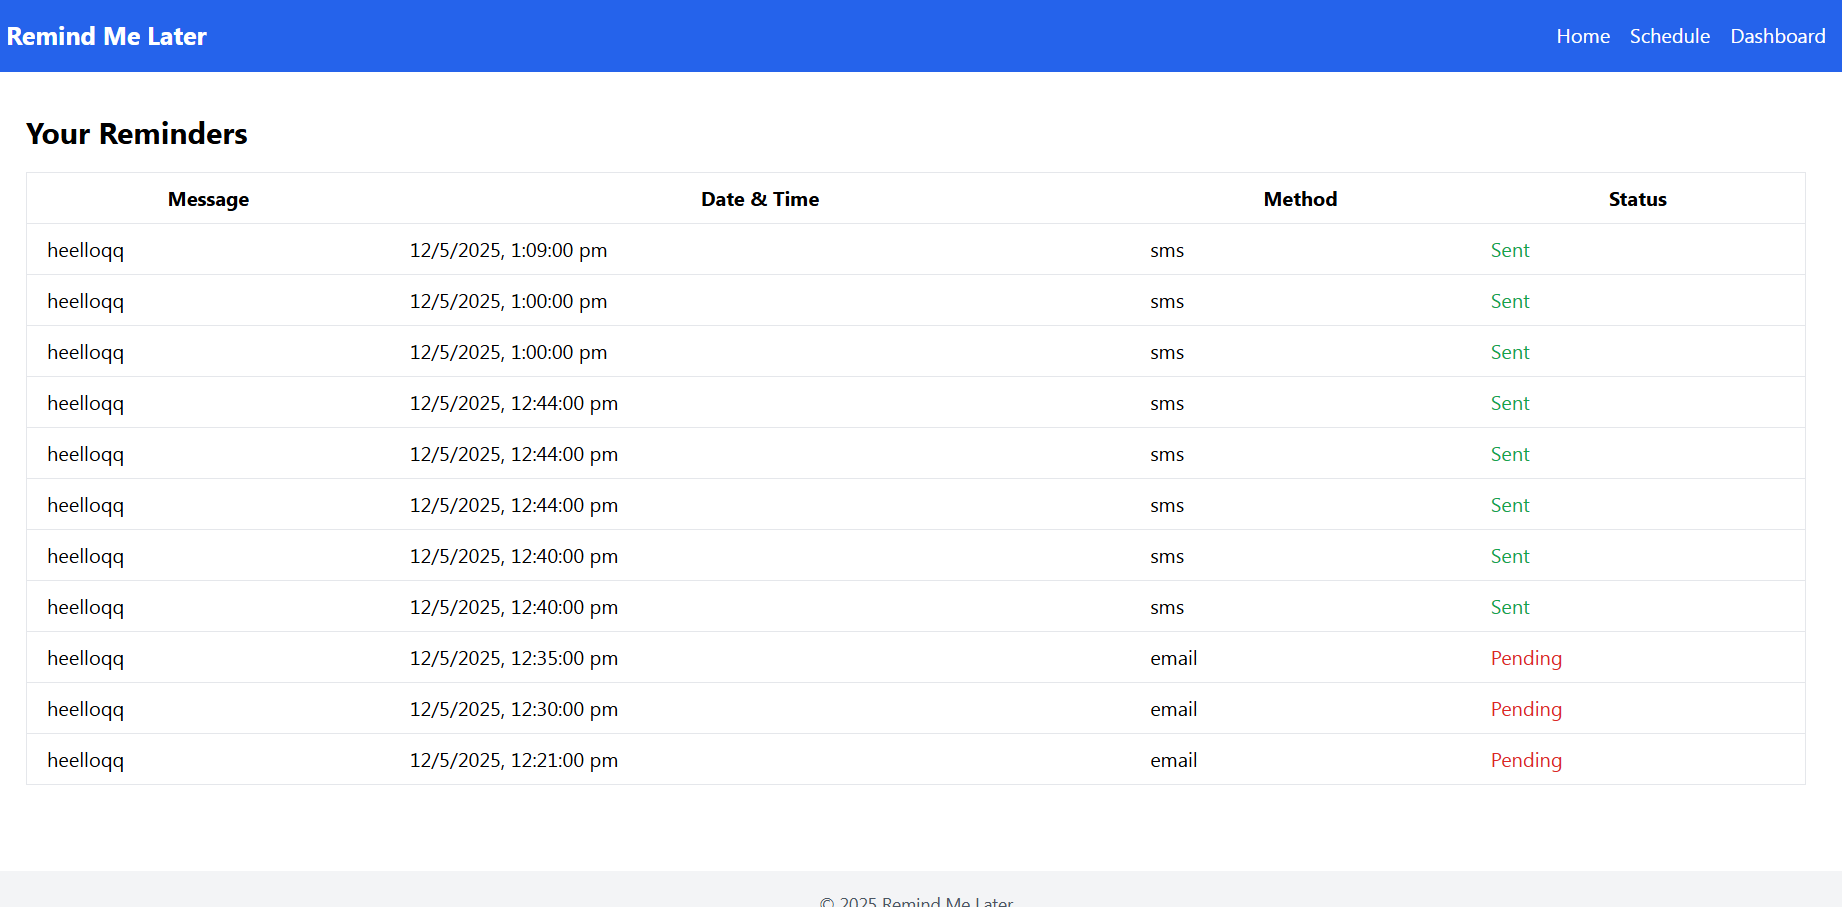 Remind Me Later Home Schedule Dashboard
Your Reminders
Message Date & Time Method Status
heelloqq 12/5/2025, 1:09:00 pm sms Sent
heelloqq 12/5/2025, 1:00:00 pm sms Sent
heelloqq 12/5/2025, 1:00:00 pm sms Sent
heelloqq 12/5/2025, 12:44:00 pm sms Sent
heelloqq 12/5/2025, 12:44:00 pm sms Sent
heelloqq 12/5/2025, 12:44:00 pm sms Sent
heelloqq 12/5/2025, 12:40:00 pm sms Sent
heelloqq 12/5/2025, 12:40:00 pm sms Sent
heelloqq 12/5/2025, 12:35:00 pm email Pending
heelloqq 12/5/2025, 12:30:00 pm email Pending
heelloqq 12/5/2025, 12:21:00 pm email Pending
© 2025 Remind Me Later